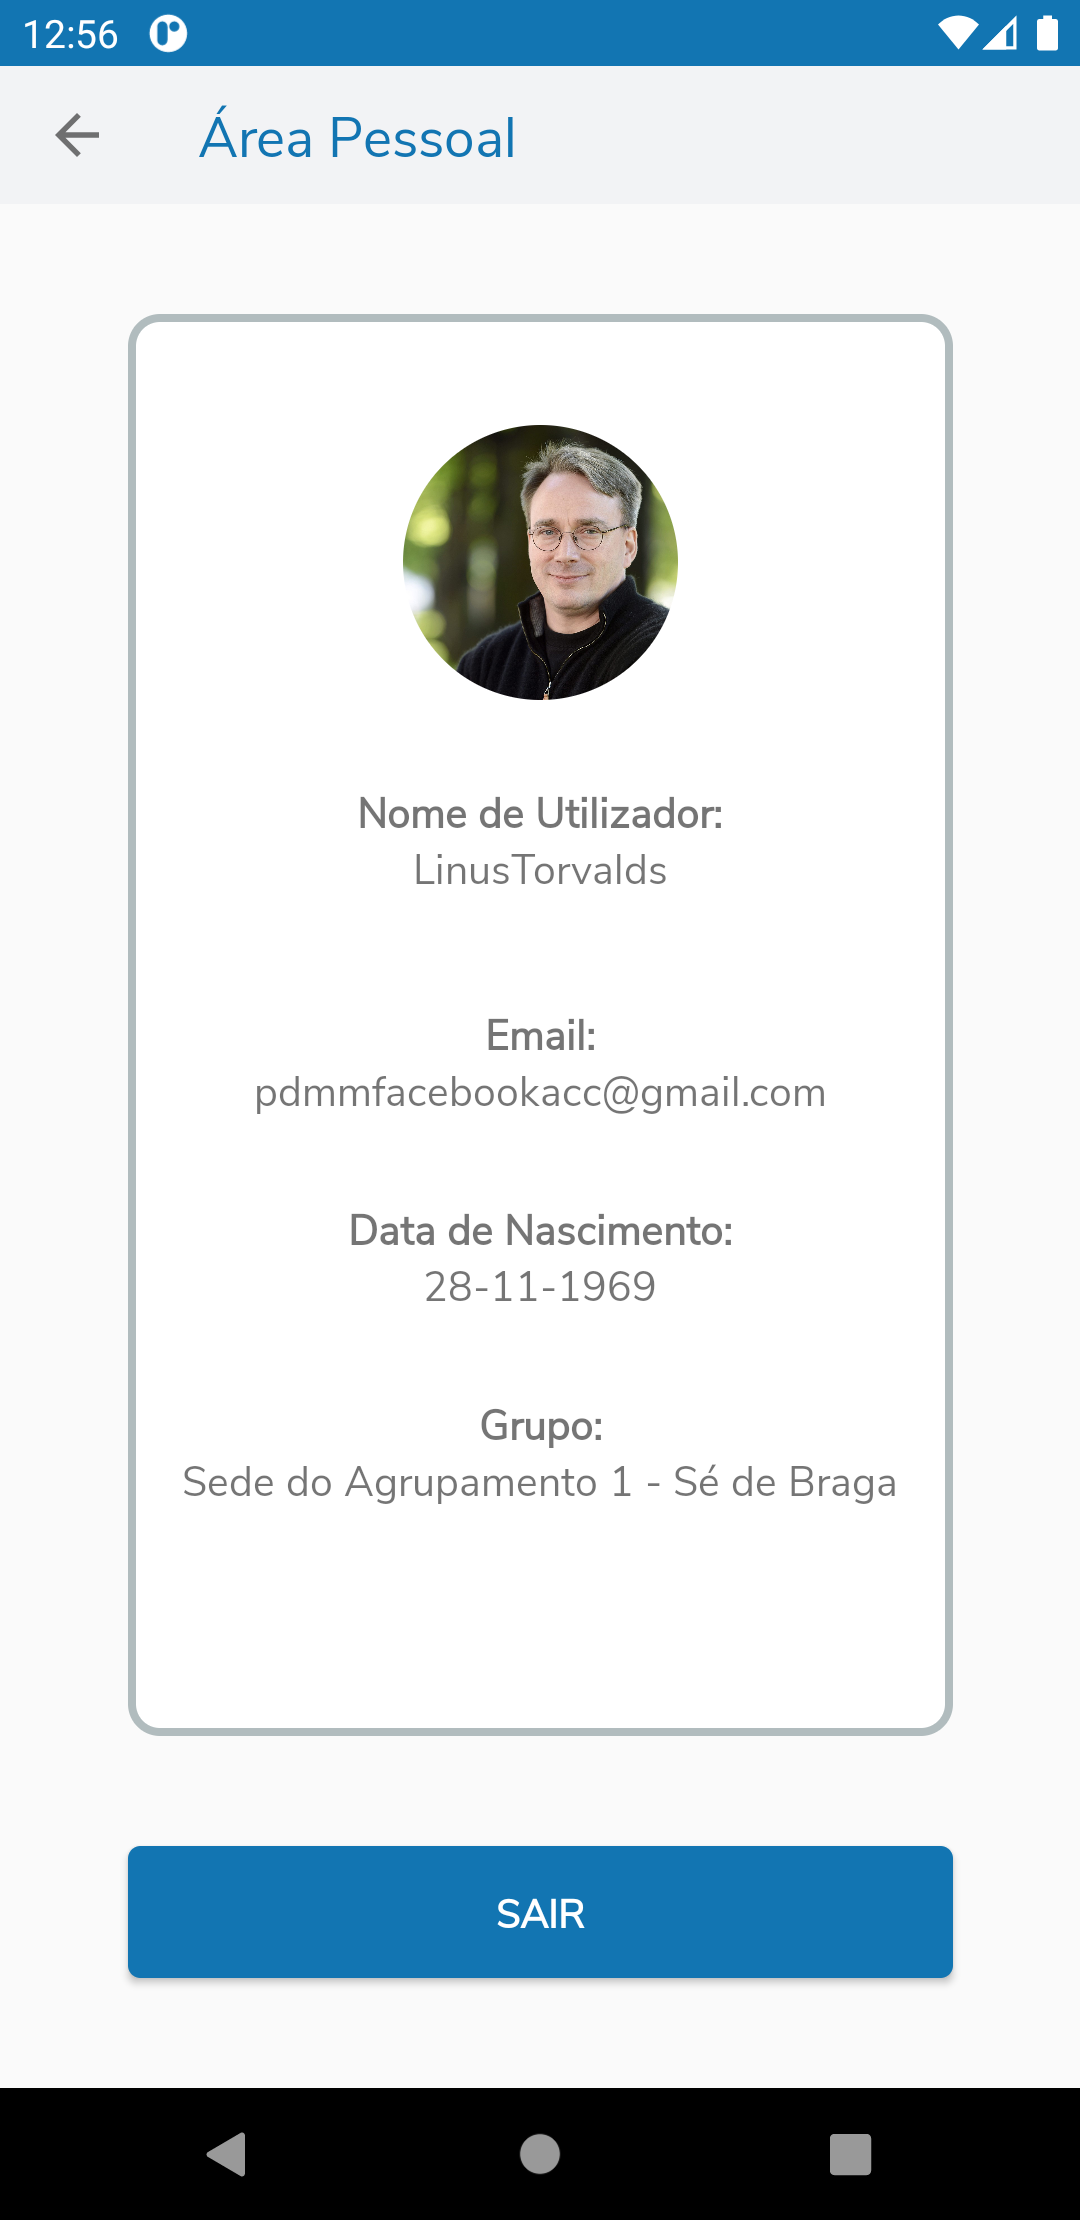 12:56
Área Pessoal
Nome de Utilizador:
LinusTorvalds
Email:
pdmmfacebookacc@gmail.com
Data de Nascimento:
28-11-1969
Grupo:
Sede do Agrupamento 1 - Sé de Braga
SAIR